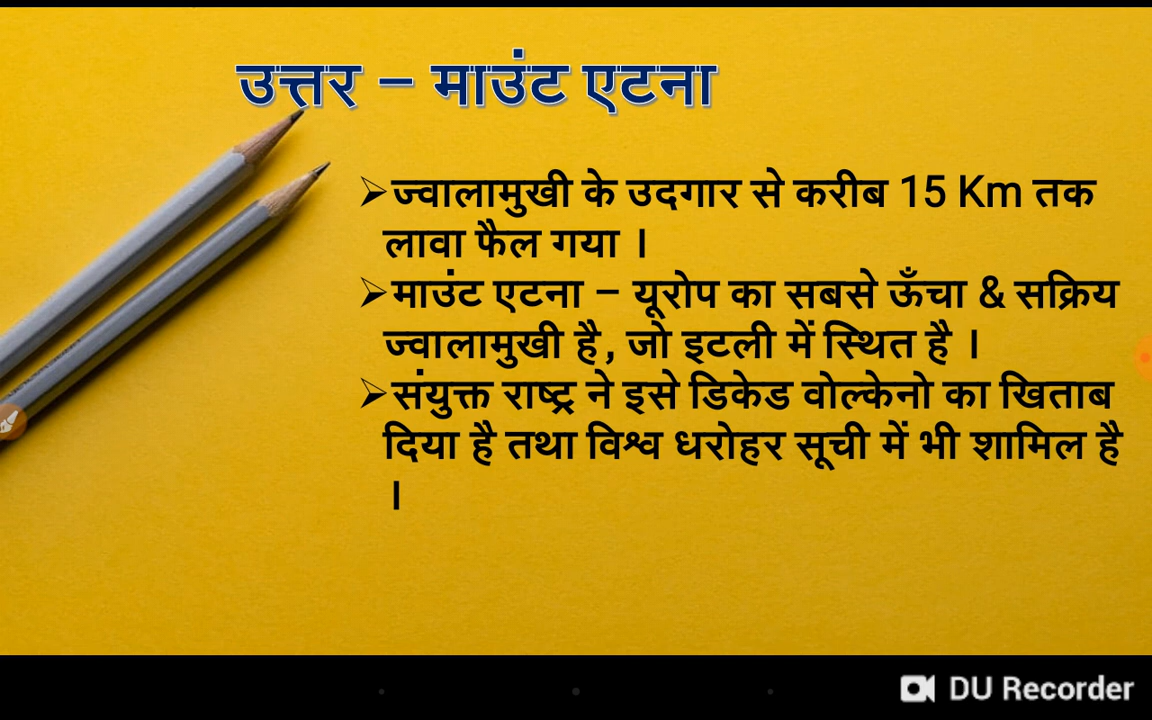 उत्तर – माउंट एटना
➢ज्वालामुखी के उदगार से करीब 15 Km तक
लावा फैल गया ।
➢माउंट एटना – यूरोप का सबसे ऊँचा & सक्रिय
ज्वालामुखी है, जो इटली में स्थित है ।
➢संयुक्त राष्ट्र ने इसे डिकेड वोल्केनो का खिताब
दिया है तथा विश्व धरोहर सूची में भी शामिल है
।
DU Recorder